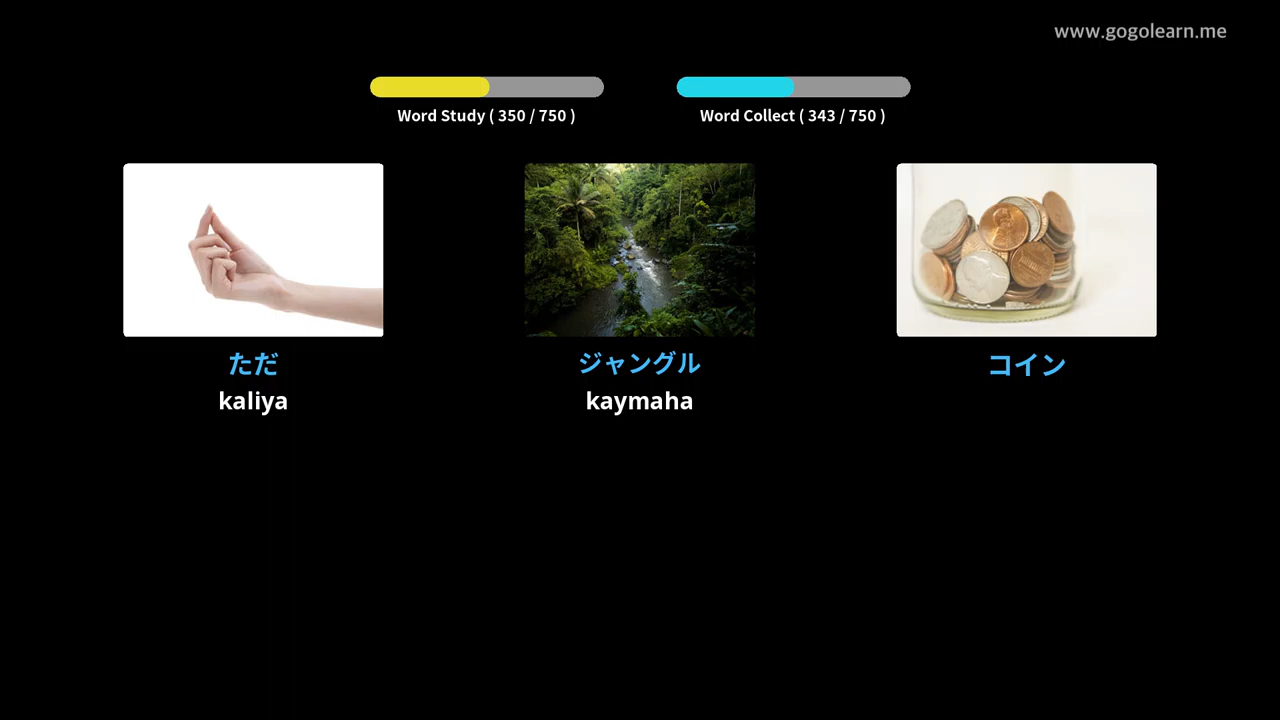 www.gogolearn.me
Word Study ( 350 / 750 )
Word Collect ( 343 / 750 )
ただ
kaliya
ジャングル
kaymaha
コイン